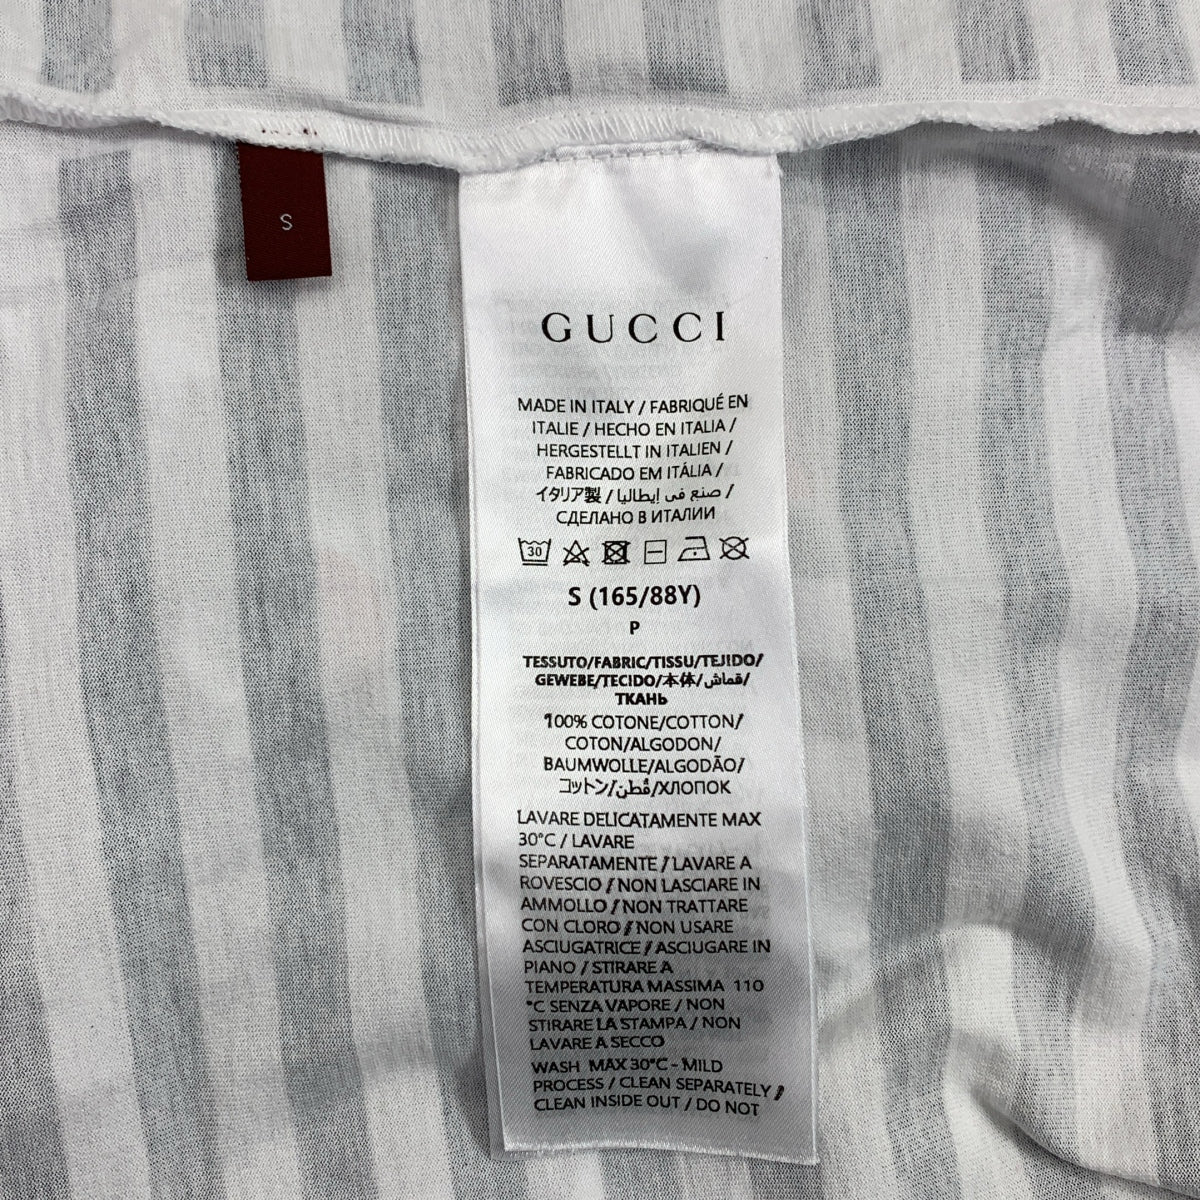 S
GUCCI
MADE IN ITALY / FABRIQUÉ EN
ITALIE / HECHO EN ITALIA /
HERGESTELLT IN ITALIEN /
FABRICADO EM ITÁLIA /
イタリア製 / صنع في إيطاليا /
СДЕЛАНО В ИТАЛИИ
30
S (165/88Y)
P
TESSUTO/FABRIC/TISSU/TEJIDO/
GEWEBE/TECIDO/本体/قماش/
ТКАНЬ
100% COTONE/COTTON/
COTON/ALGODON/
BAUMWOLLE/ALGODÃO/
コットン/قُطن/ХЛОПОК
LAVARE DELICATAMENTE MAX
30°C / LAVARE
SEPARATAMENTE / LAVARE A
ROVESCIO / NON LASCIARE IN
AMMOLLO / NON TRATTARE
CON CLORO / NON USARE
ASCIUGATRICE / ASCIUGARE IN
PIANO / STIRARE A
TEMPERATURA MASSIMA 110
°C SENZA VAPORE / NON
STIRARE LA STAMPA / NON
LAVARE A SECCO
WASH MAX 30°C - MILD
PROCESS / CLEAN SEPARATELY /
CLEAN INSIDE OUT / DO NOT